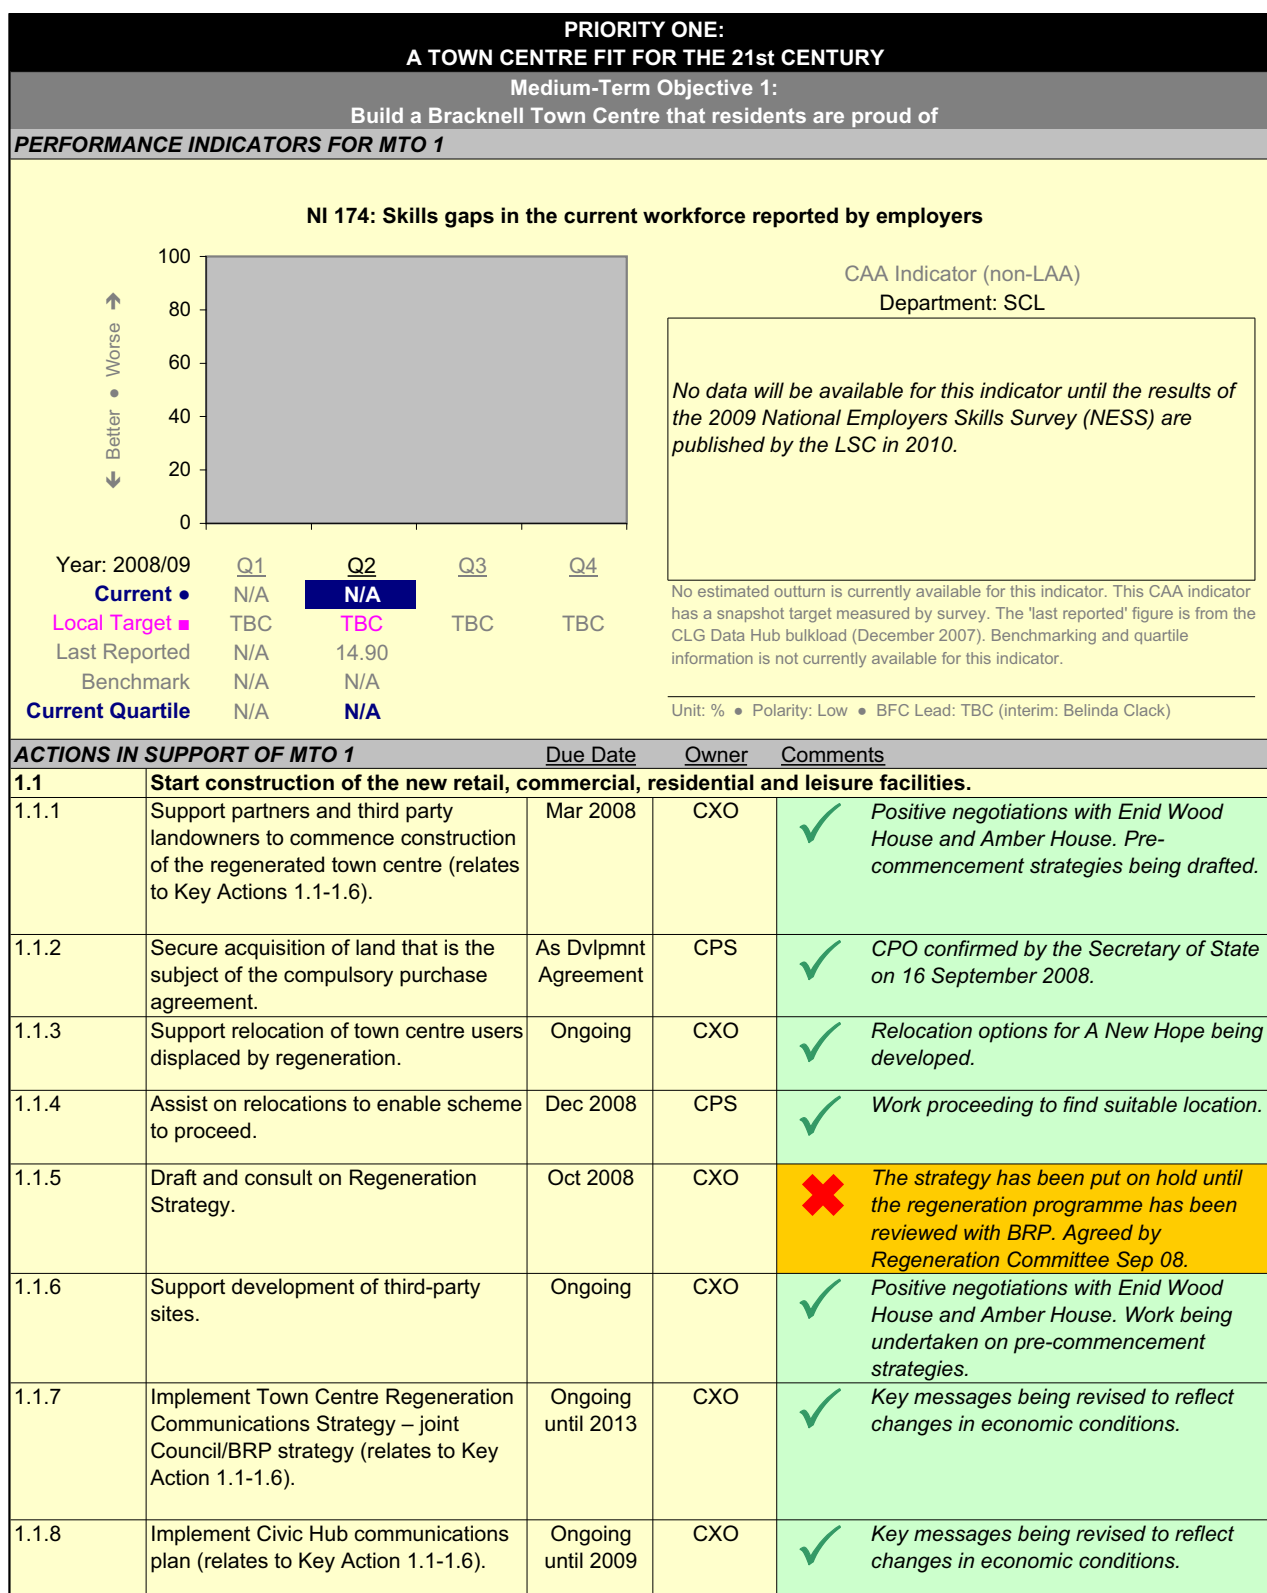 PRIORITY ONE:
A TOWN CENTRE FIT FOR THE 21st CENTURY
Medium-Term Objective 1:
Build a Bracknell Town Centre that residents are proud of
PERFORMANCE INDICATORS FOR MTO 1
NI 174: Skills gaps in the current workforce reported by employers
100
80
60
40
20
0
← Better ● Worse →
CAA Indicator (non-LAA)
Department: SCL
No data will be available for this indicator until the results of
the 2009 National Employers Skills Survey (NESS) are
published by the LSC in 2010.
Year: 2008/09 Q1 Q2 Q3 Q4
Current ● N/A N/A
Local Target ■ TBC TBC TBC TBC
Last Reported N/A 14.90
Benchmark N/A N/A
Current Quartile N/A N/A
No estimated outturn is currently available for this indicator. This CAA indicator
has a snapshot target measured by survey. The 'last reported' figure is from the
CLG Data Hub bulkload (December 2007). Benchmarking and quartile
information is not currently available for this indicator.
Unit: % ● Polarity: Low ● BFC Lead: TBC (interim: Belinda Clack)
ACTIONS IN SUPPORT OF MTO 1 Due Date Owner Comments
1.1 Start construction of the new retail, commercial, residential and leisure facilities.
1.1.1 Support partners and third party Mar 2008 CXO ✓ Positive negotiations with Enid Wood
landowners to commence construction House and Amber House. Pre-
of the regenerated town centre (relates commencement strategies being drafted.
to Key Actions 1.1-1.6).
1.1.2 Secure acquisition of land that is the As Dvlpmnt CPS ✓ CPO confirmed by the Secretary of State
subject of the compulsory purchase Agreement on 16 September 2008.
agreement.
1.1.3 Support relocation of town centre users Ongoing CXO ✓ Relocation options for A New Hope being
displaced by regeneration. developed.
1.1.4 Assist on relocations to enable scheme Dec 2008 CPS ✓ Work proceeding to find suitable location.
to proceed.
1.1.5 Draft and consult on Regeneration Oct 2008 CXO ✖ The strategy has been put on hold until
Strategy. the regeneration programme has been
reviewed with BRP. Agreed by
Regeneration Committee Sep 08.
1.1.6 Support development of third-party Ongoing CXO ✓ Positive negotiations with Enid Wood
sites. House and Amber House. Work being
undertaken on pre-commencement
strategies.
1.1.7 Implement Town Centre Regeneration Ongoing CXO ✓ Key messages being revised to reflect
Communications Strategy – joint until 2013 changes in economic conditions.
Council/BRP strategy (relates to Key
Action 1.1-1.6).
1.1.8 Implement Civic Hub communications Ongoing CXO ✓ Key messages being revised to reflect
plan (relates to Key Action 1.1-1.6). until 2009 changes in economic conditions.